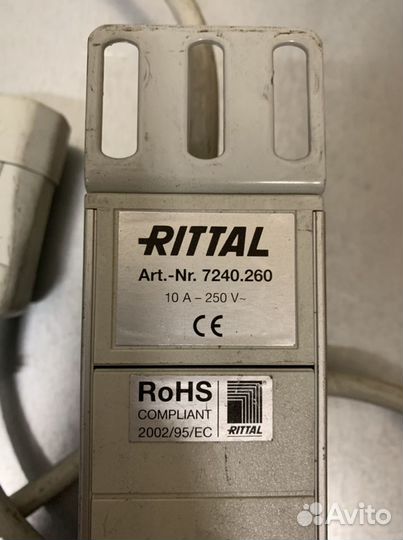 RITTAL
Art.-Nr. 7240.260
10 A ~ 250 V~
CE
RoHS
COMPLIANT
2002/95/EC
RITTAL
Avito